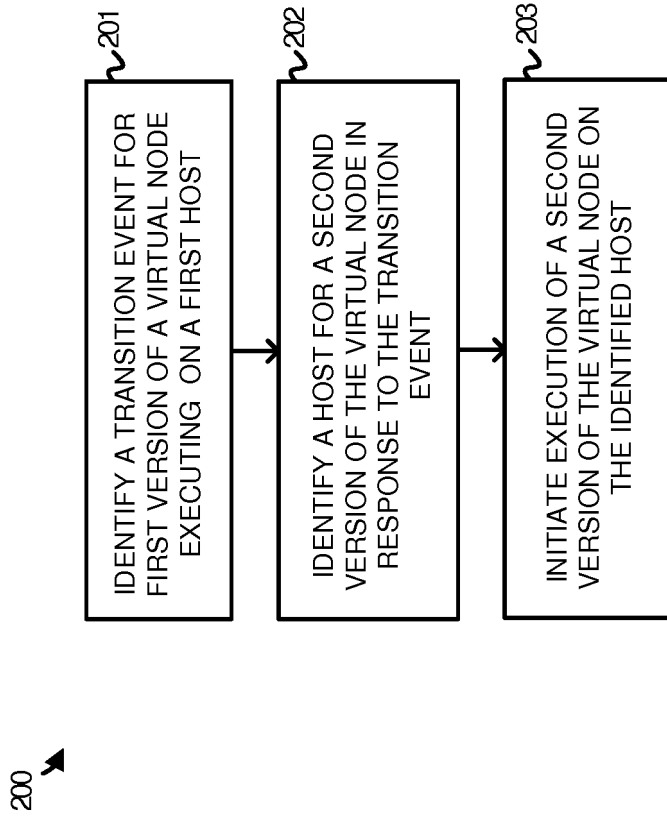 200
201
IDENTIFY A TRANSITION EVENT FOR
FIRST VERSION OF A VIRTUAL NODE
EXECUTING ON A FIRST HOST
202
IDENTIFY A HOST FOR A SECOND
VERSION OF THE VIRTUAL NODE IN
RESPONSE TO THE TRANSITION
EVENT
203
INITIATE EXECUTION OF A SECOND
VERSION OF THE VIRTUAL NODE ON
THE IDENTIFIED HOST